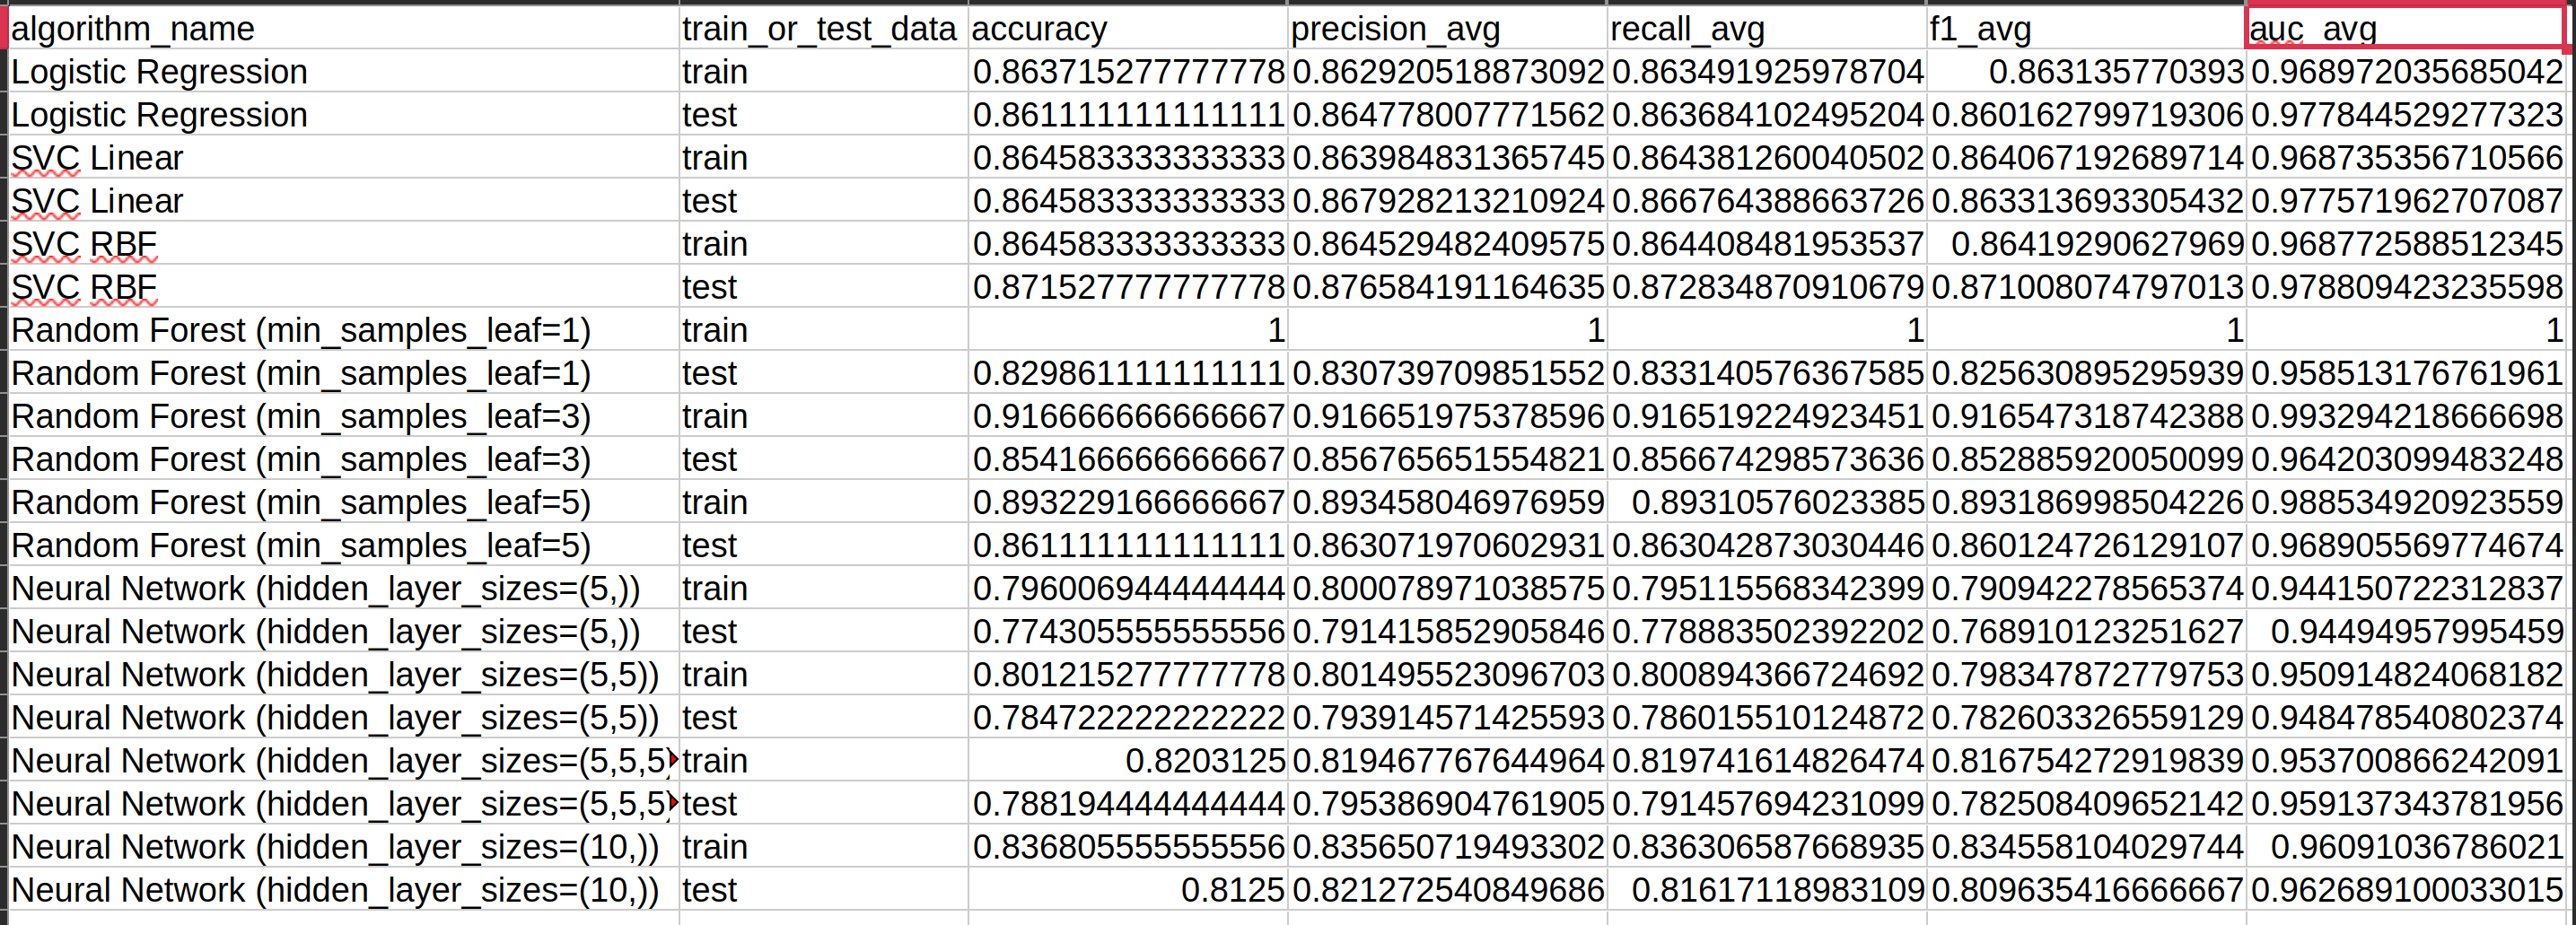 algorithm_name train_or_test_data accuracy precision_avg recall_avg f1_avg auc_avg
Logistic Regression train 0.863715277777778 0.862920518873092 0.863491925978704 0.863135770393 0.968972035685042
Logistic Regression test 0.861111111111111 0.864778007771562 0.863684102495204 0.860162799719306 0.977844529277323
SVC Linear train 0.864583333333333 0.863984831365745 0.864381260040502 0.864067192689714 0.968735356710566
SVC Linear test 0.864583333333333 0.867928213210924 0.866764388663726 0.863313693305432 0.977571962707087
SVC RBF train 0.864583333333333 0.864529482409575 0.864408481953537 0.86419290627969 0.968772588512345
SVC RBF test 0.871527777777778 0.876584191164635 0.872834870910679 0.871008074797013 0.978809423235598
Random Forest (min_samples_leaf=1) train 1 1 1 1 1
Random Forest (min_samples_leaf=1) test 0.829861111111111 0.830739709851552 0.833140576367585 0.825630895295939 0.958513176761961
Random Forest (min_samples_leaf=3) train 0.916666666666667 0.916651975378596 0.916519224923451 0.916547318742388 0.993294218666698
Random Forest (min_samples_leaf=3) test 0.854166666666667 0.856765651554821 0.856674298573636 0.852885920050099 0.964203099483248
Random Forest (min_samples_leaf=5) train 0.893229166666667 0.893458046976959 0.89310576023385 0.893186998504226 0.988534920923559
Random Forest (min_samples_leaf=5) test 0.861111111111111 0.863071970602931 0.863042873030446 0.860124726129107 0.968905569774674
Neural Network (hidden_layer_sizes=(5,)) train 0.796006944444444 0.800078971038575 0.795115568342399 0.790942278565374 0.944150722312837
Neural Network (hidden_layer_sizes=(5,)) test 0.774305555555556 0.791415852905846 0.778883502392202 0.768910123251627 0.94494957995459
Neural Network (hidden_layer_sizes=(5,5)) train 0.801215277777778 0.801495523096703 0.800894366724692 0.798347872779753 0.950914824068182
Neural Network (hidden_layer_sizes=(5,5)) test 0.784722222222222 0.793914571425593 0.786015510124872 0.782603326559129 0.948478540802374
Neural Network (hidden_layer_sizes=(5,5,5) train 0.8203125 0.819467767644964 0.819741614826474 0.816754272919839 0.953700866242091
Neural Network (hidden_layer_sizes=(5,5,5) test 0.788194444444444 0.795386904761905 0.791457694231099 0.782508409652142 0.959137343781956
Neural Network (hidden_layer_sizes=(10,)) train 0.836805555555556 0.835650719493302 0.836306587668935 0.834558104029744 0.96091036786021
Neural Network (hidden_layer_sizes=(10,)) test 0.8125 0.821272540849686 0.81617118983109 0.809635416666667 0.962689100033015